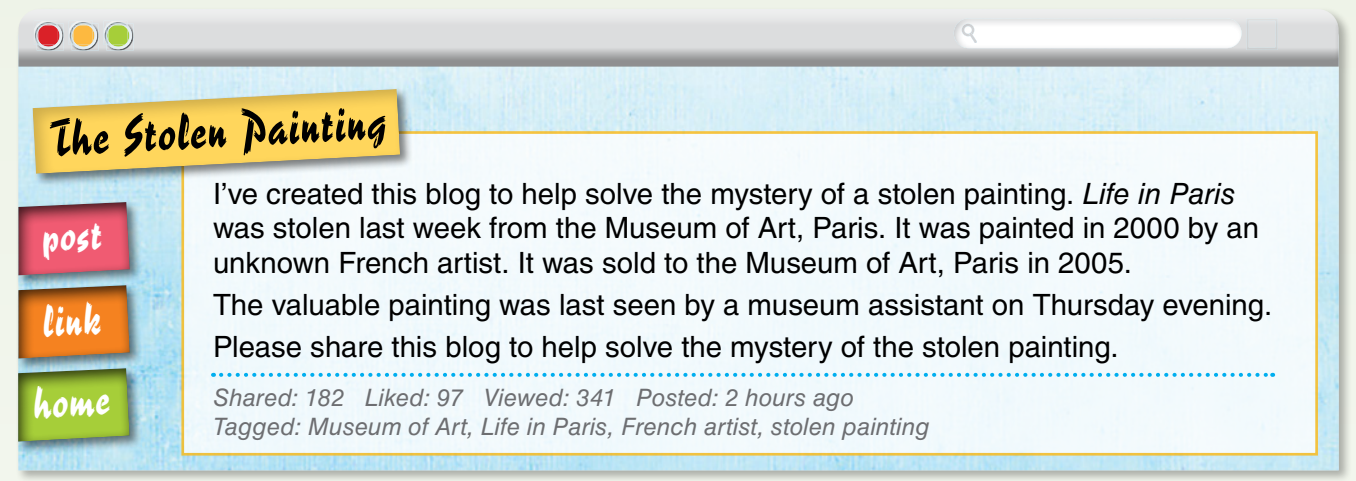 The Stolen Painting
post
link
home
I’ve created this blog to help solve the mystery of a stolen painting. Life in Paris
was stolen last week from the Museum of Art, Paris. It was painted in 2000 by an
unknown French artist. It was sold to the Museum of Art, Paris in 2005.
The valuable painting was last seen by a museum assistant on Thursday evening.
Please share this blog to help solve the mystery of the stolen painting.
Shared: 182 Liked: 97 Viewed: 341 Posted: 2 hours ago
Tagged: Museum of Art, Life in Paris, French artist, stolen painting